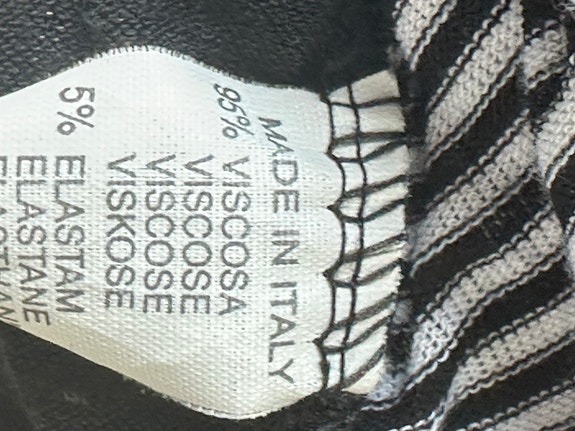 MADE IN ITALY
95% VISCOSA
VISCOSE
VISCOSE
VISKOSE
5% ELASTAM
ELASTANE